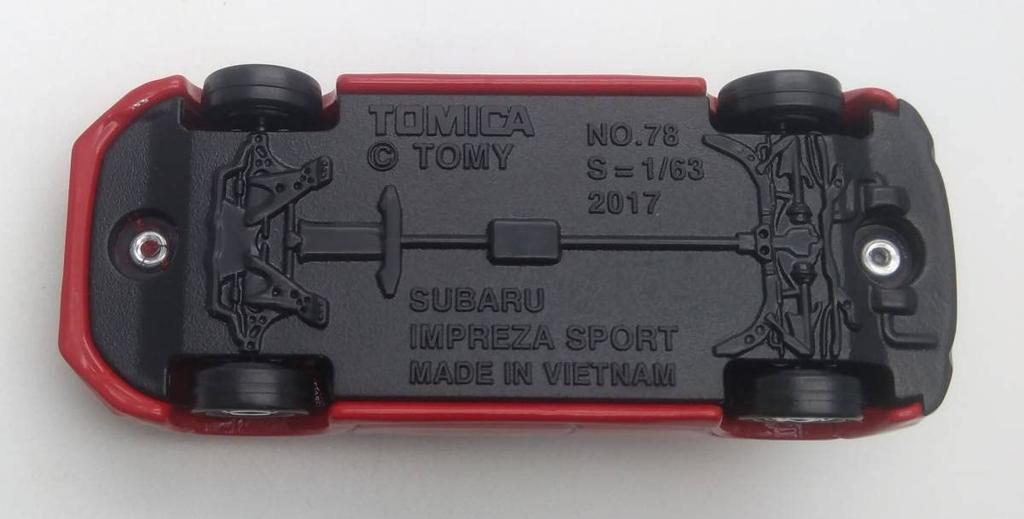 TOMICA
© TOMY
NO.78
S=1/63
2017
SUBARU
IMPREZA SPORT
MADE IN VIETNAM